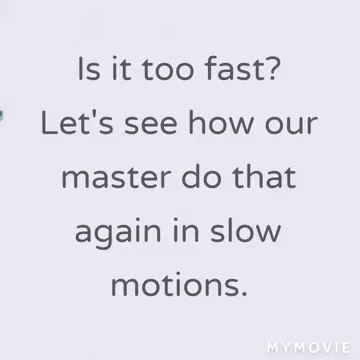 Is it too fast?
Let's see how our
master do that
again in slow
motions.
MYMOVIE